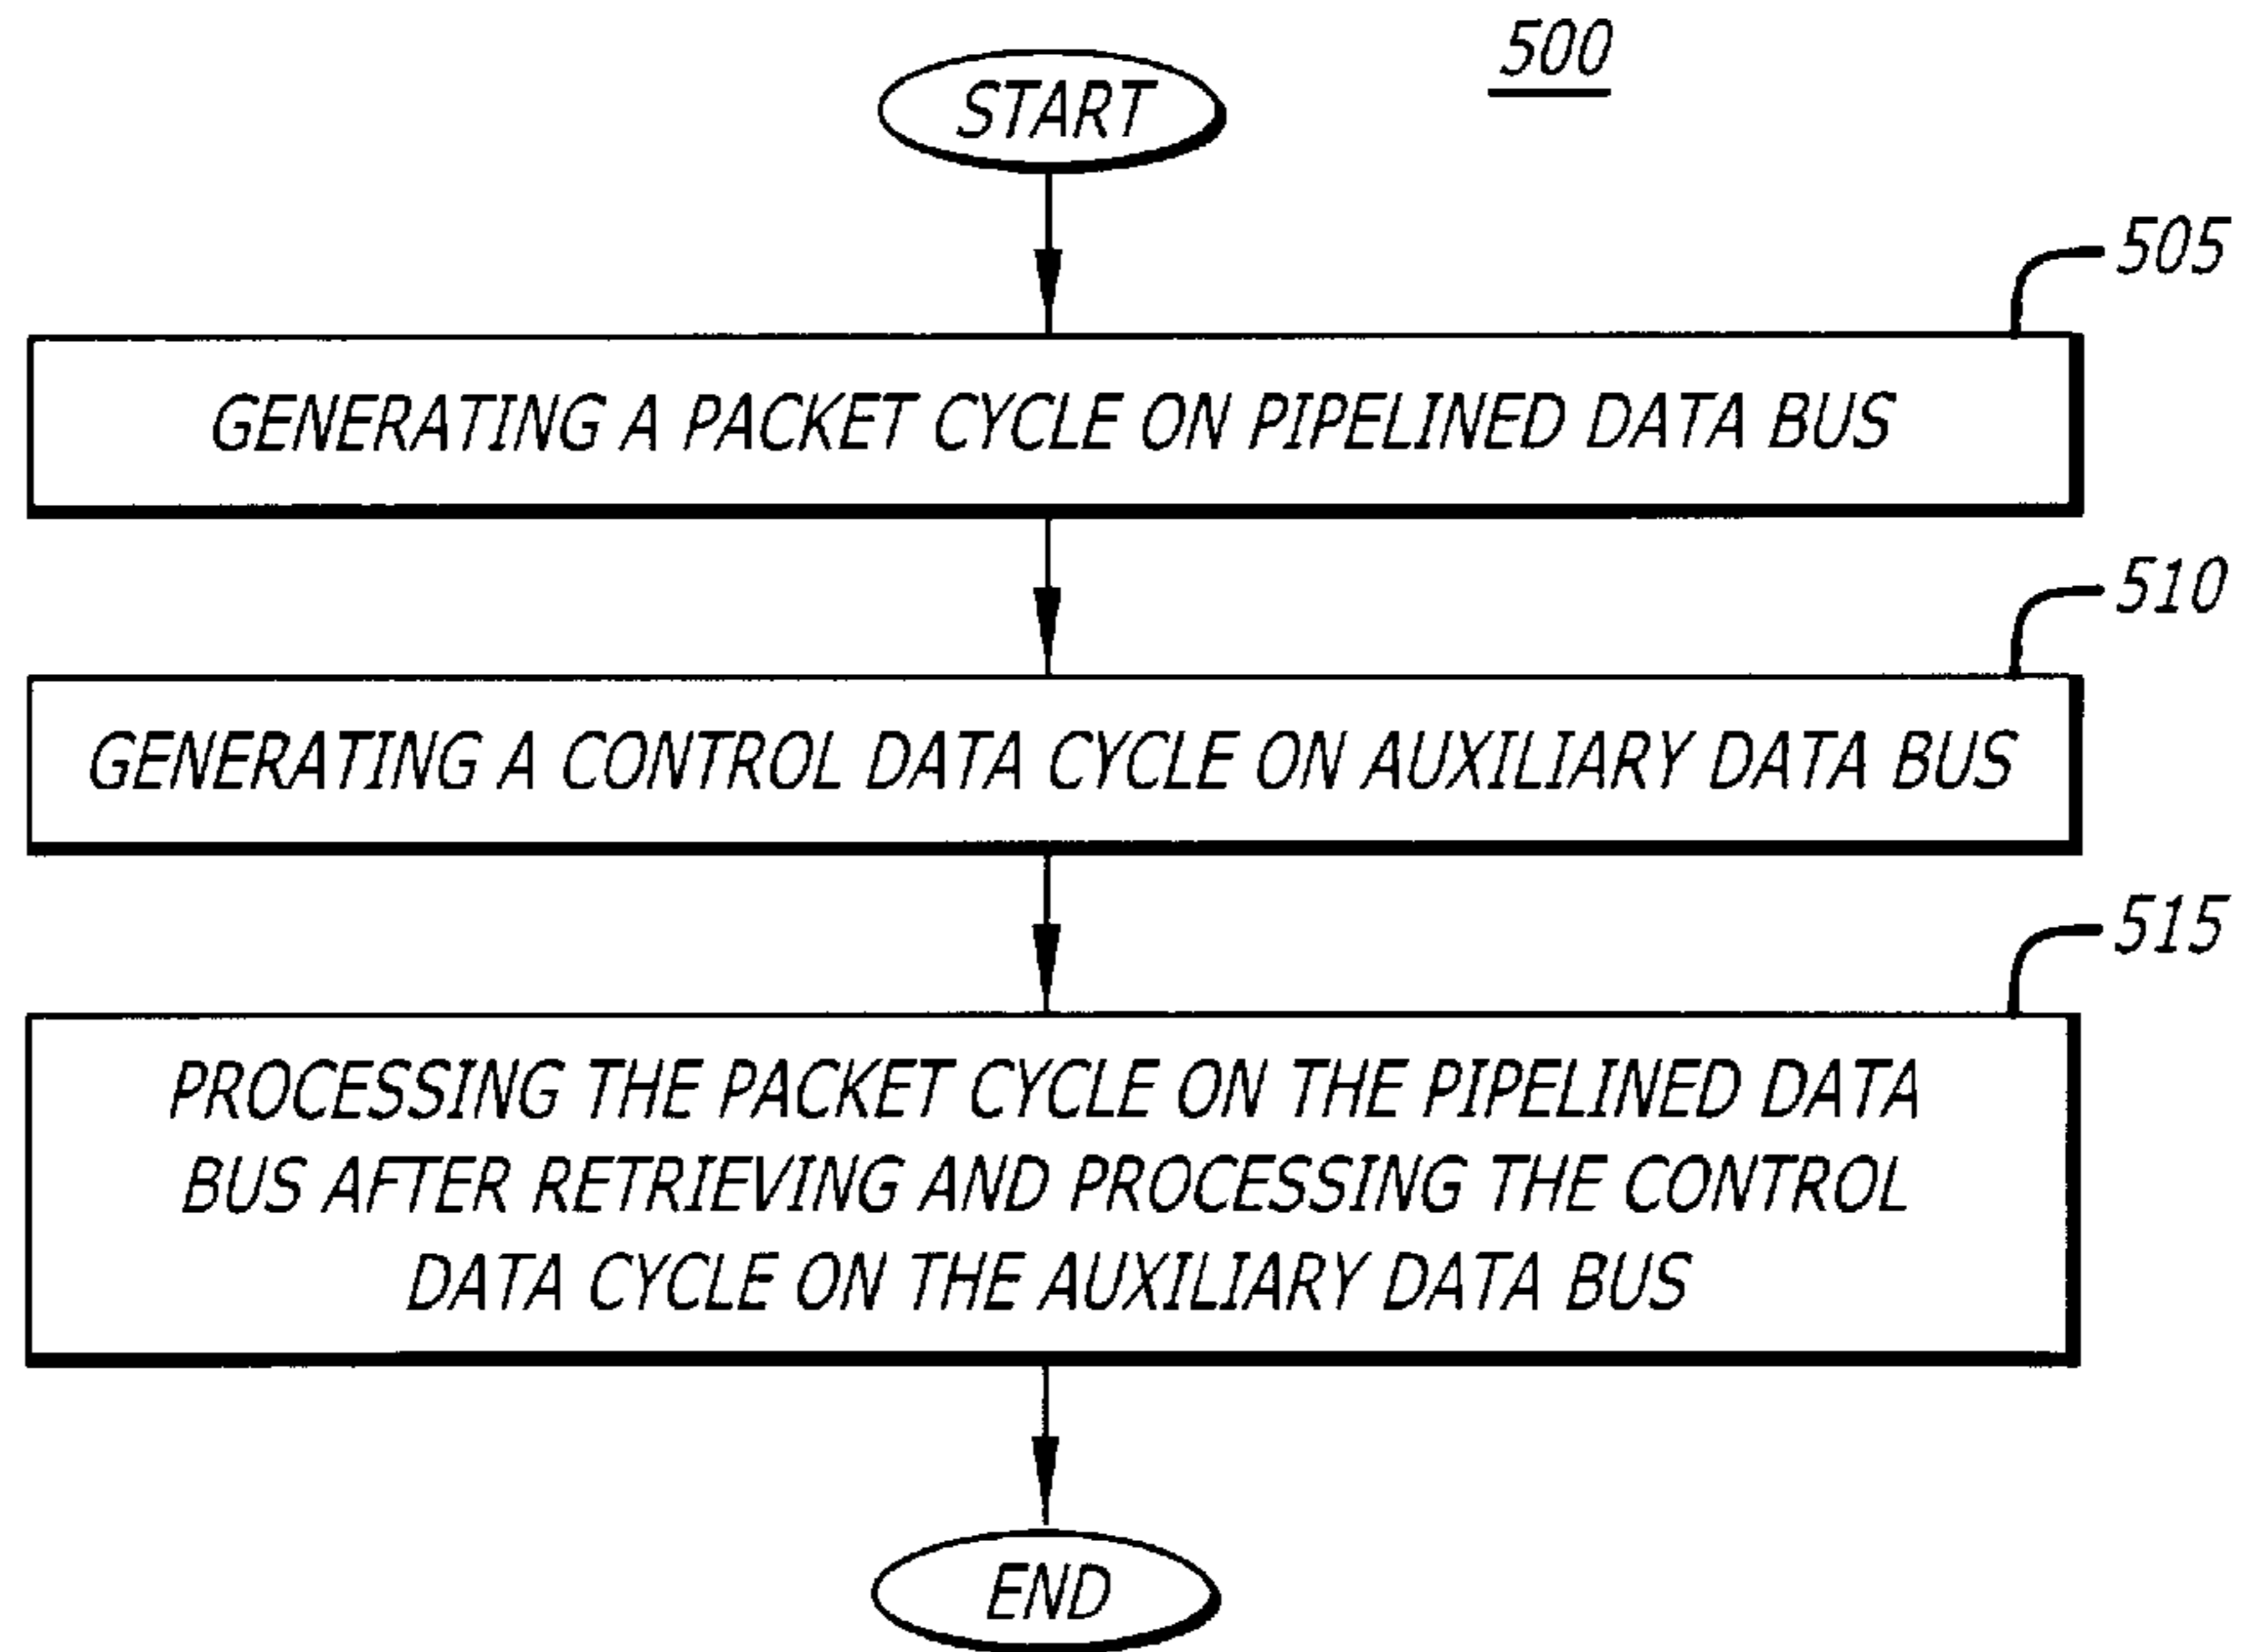 500
START
505
GENERATING A PACKET CYCLE ON PIPELINED DATA BUS
510
GENERATING A CONTROL DATA CYCLE ON AUXILIARY DATA BUS
515
PROCESSING THE PACKET CYCLE ON THE PIPELINED DATA
BUS AFTER RETRIEVING AND PROCESSING THE CONTROL
DATA CYCLE ON THE AUXILIARY DATA BUS
END